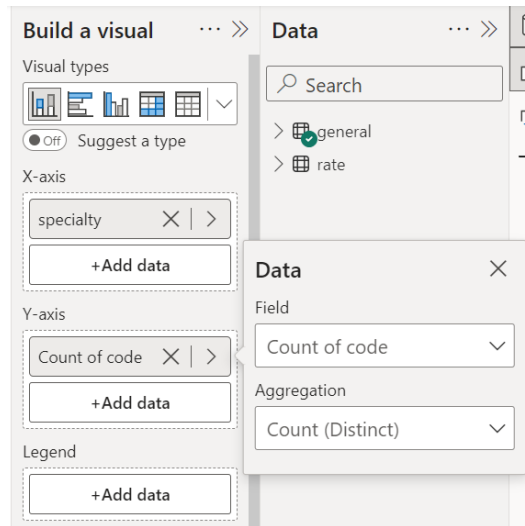 Build a visual
Visual types
Off Suggest a type
X-axis
specialty
+Add data
Y-axis
Count of code
+Add data
Legend
+Add data
Data
Search
general
rate
Data
Field
Count of code
Aggregation
Count (Distinct)